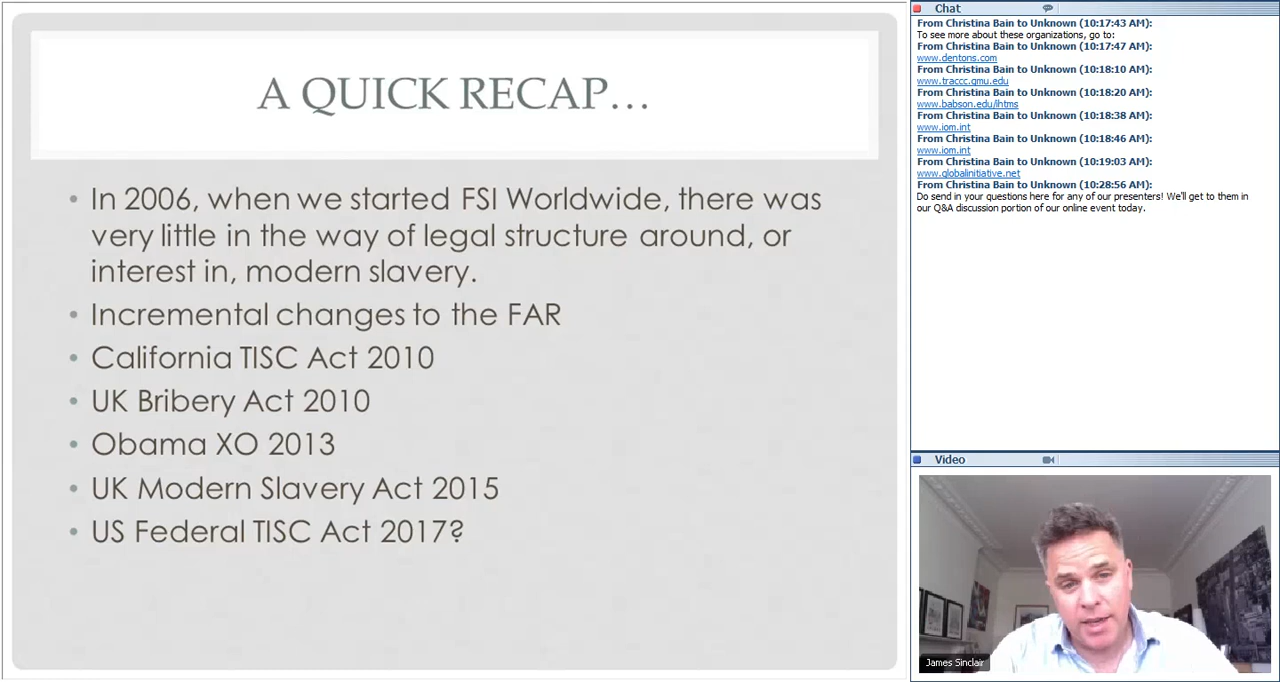 A QUICK RECAP...
• In 2006, when we started FSI Worldwide, there was
very little in the way of legal structure around, or
interest in, modern slavery.
• Incremental changes to the FAR
• California TISC Act 2010
• UK Bribery Act 2010
• Obama XO 2013
• UK Modern Slavery Act 2015
• US Federal TISC Act 2017?
Chat
From Christina Bain to Unknown (10:17:43 AM):
To see more about these organizations, go to:
From Christina Bain to Unknown (10:17:47 AM):
www.dentons.com
From Christina Bain to Unknown (10:18:10 AM):
www.traccc.gmu.edu
From Christina Bain to Unknown (10:18:20 AM):
www.babson.edu/ihtms
From Christina Bain to Unknown (10:18:38 AM):
www.iom.int
From Christina Bain to Unknown (10:18:46 AM):
www.iom.int
From Christina Bain to Unknown (10:19:03 AM):
www.globalinitiative.net
From Christina Bain to Unknown (10:28:56 AM):
Do send in your questions here for any of our presenters! We'll get to them in
our Q&A discussion portion of our online event today.
Video
James Sinclair